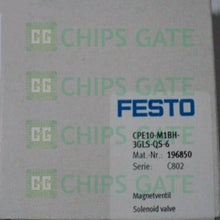 CHIPS GATE
CHIPS GATE
FESTO
CPE10-M1BH-
3GLS-QS-6
Mat.-Nr.: 196850
Serie: C802
CHIPS GATE
Magnetventil
Solenoid valve